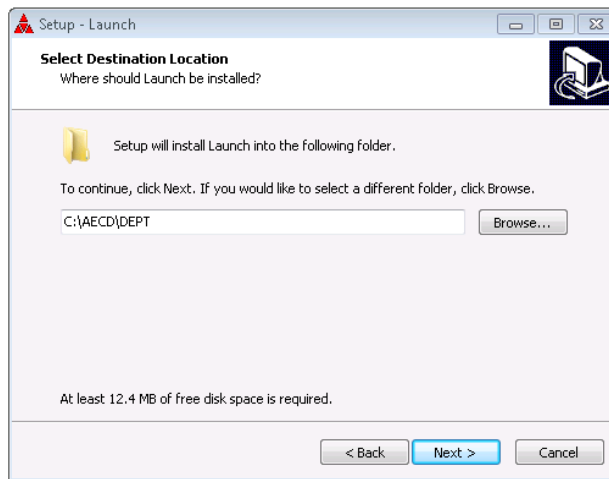 Setup - Launch
Select Destination Location
Where should Launch be installed?
Setup will install Launch into the following folder.
To continue, click Next. If you would like to select a different folder, click Browse.
C:\AECD\DEPT
Browse...
At least 12.4 MB of free disk space is required.
< Back
Next >
Cancel